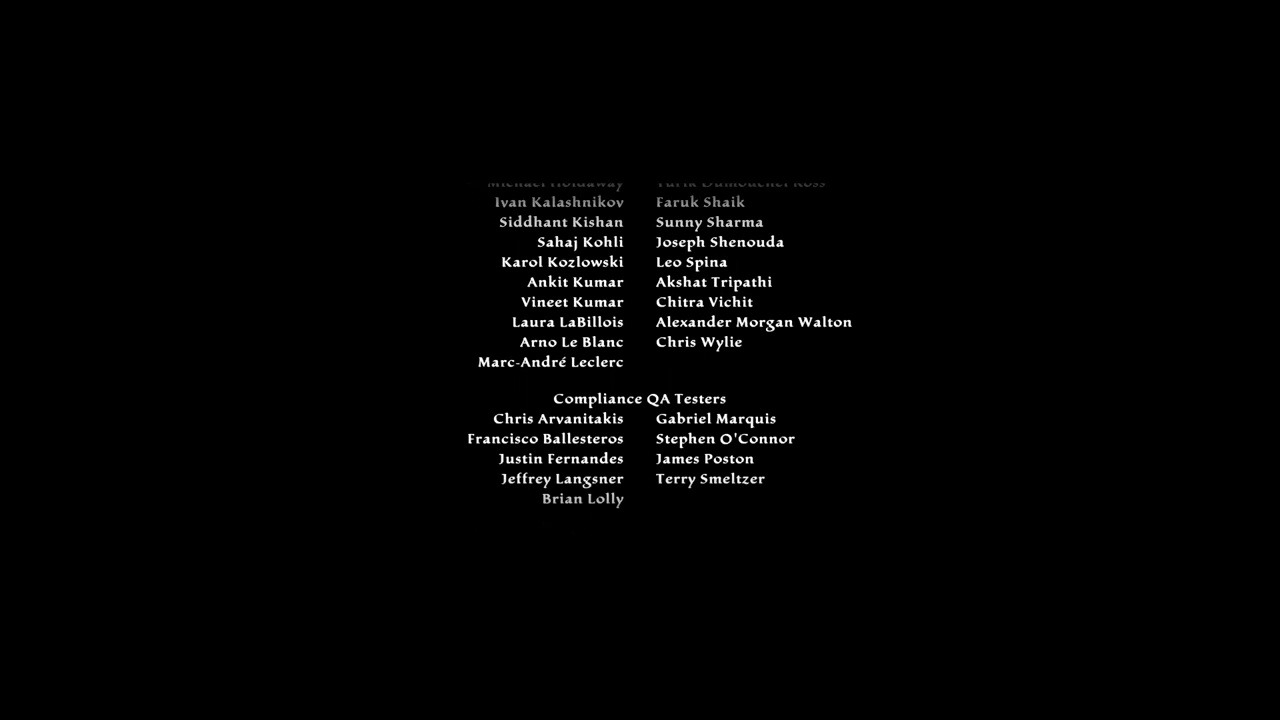 Michael Holdaway
Ivan Kalashnikov Faruk Shaik
Siddhant Kishan Sunny Sharma
Sahaj Kohli Joseph Shenouda
Karol Kozlowski Leo Spina
Ankit Kumar Akshat Tripathi
Vineet Kumar Chitra Vichit
Laura LaBillois Alexander Morgan Walton
Arno Le Blanc Chris Wylie
Marc-André Leclerc
Compliance QA Testers
Chris Arvanitakis Gabriel Marquis
Francisco Ballesteros Stephen O'Connor
Justin Fernandes James Poston
Jeffrey Langsner Terry Smeltzer
Brian Lolly